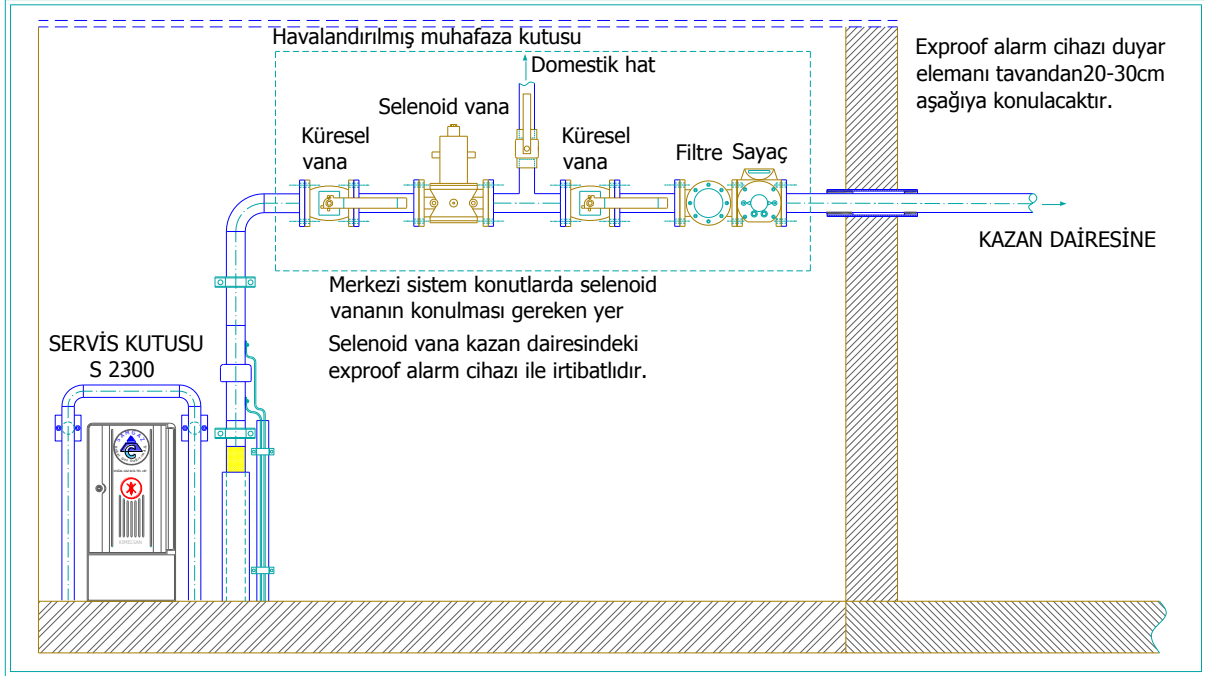 Havalandırılmış muhafaza kutusu
Domestik hat
Selenoid vana
Küresel
vana
Küresel
vana
Filtre
Sayaç
Exproof alarm cihazı duyar
elemanı tavandan20-30cm
aşağıya konulacaktır.
KAZAN DAİRESİNE
Merkezi sistem konutlarda selenoid
vananın konulması gereken yer
Selenoid vana kazan dairesindeki
exproof alarm cihazı ile irtibatlıdır.
SERVİS KUTUSU
S 2300
SAMGAZ